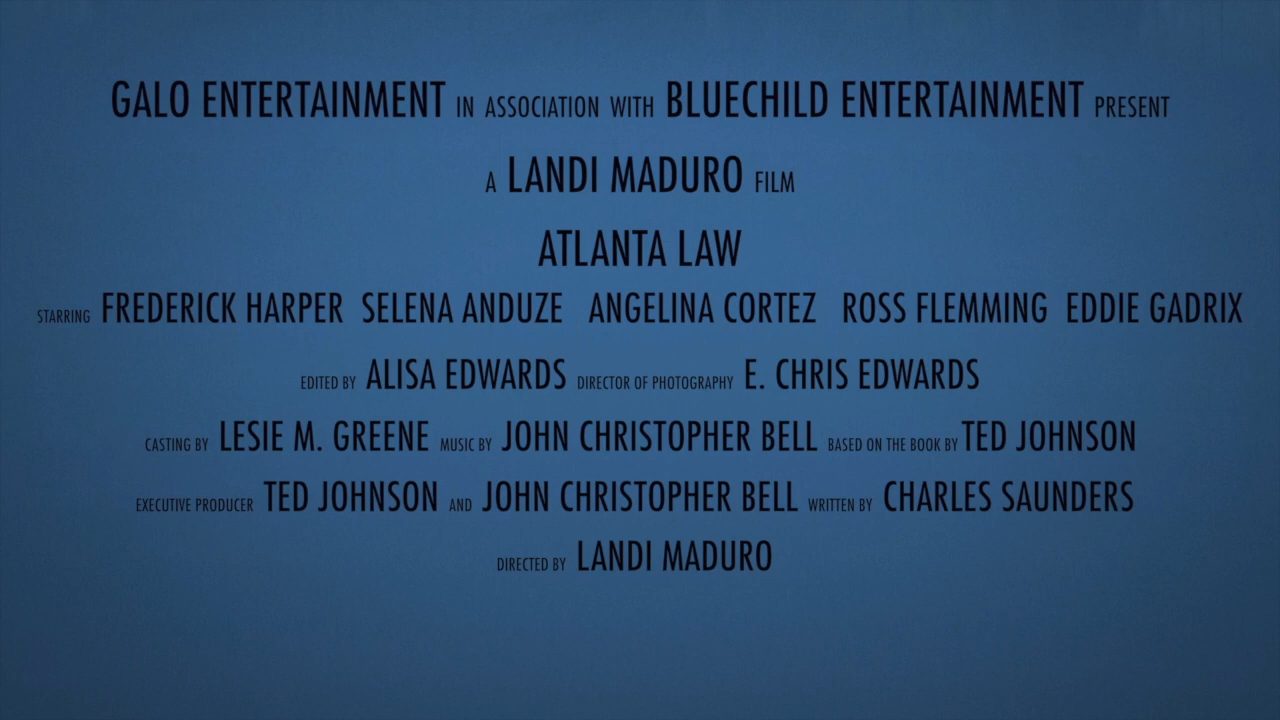 GALO ENTERTAINMENT IN ASSOCIATION WITH BLUECHILD ENTERTAINMENT PRESENT
A LANDI MADURO FILM
ATLANTA LAW
STARRING FREDERICK HARPER SELENA ANDUZE ANGELINA CORTEZ ROSS FLEMMING EDDIE GADRIX
EDITED BY ALISA EDWARDS DIRECTOR OF PHOTOGRAPHY E. CHRIS EDWARDS
CASTING BY LESIE M. GREENE MUSIC BY JOHN CHRISTOPHER BELL BASED ON THE BOOK BY TED JOHNSON
EXECUTIVE PRODUCER TED JOHNSON AND JOHN CHRISTOPHER BELL WRITTEN BY CHARLES SAUNDERS
DIRECTED BY LANDI MADURO